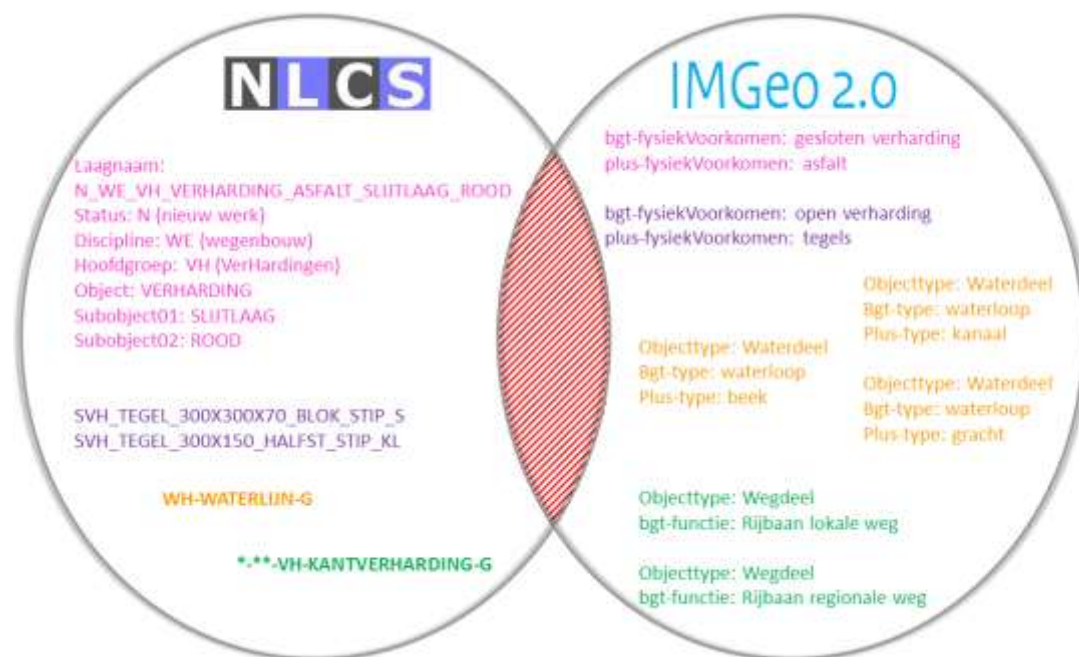 NLCS
Laagnaam:
N_WE_VH_VERHARDING_ASFALT_SLIJTLAAG_ROOD
Status: N (nieuw werk)
Discipline: WE (wegenbouw)
Hoofdgroep: VH (VerHardingen)
Object: VERHARDING
Subobject01: SLIJTLAAG
Subobject02: ROOD
SVH_TEGEL_300X300X70_BLOK_STIP_S
SVH_TEGEL_300X150_HALFST_STIP_KL
WH-WATERLIJN-G
*-**-VH-KANTVERHARDING-G
IMGeo 2.0
bgt-fysiekVoorkomen: gesloten verharding
plus-fysiekVoorkomen: asfalt
bgt-fysiekVoorkomen: open verharding
plus-fysiekVoorkomen: tegels
Objecttype: Waterdeel
Bgt-type: waterloop
Plus-type: kanaal
Objecttype: Waterdeel
Bgt-type: waterloop
Plus-type: beek
Objecttype: Waterdeel
Bgt-type: waterloop
Plus-type: gracht
Objecttype: Wegdeel
bgt-functie: Rijbaan lokale weg
Objecttype: Wegdeel
bgt-functie: Rijbaan regionale weg